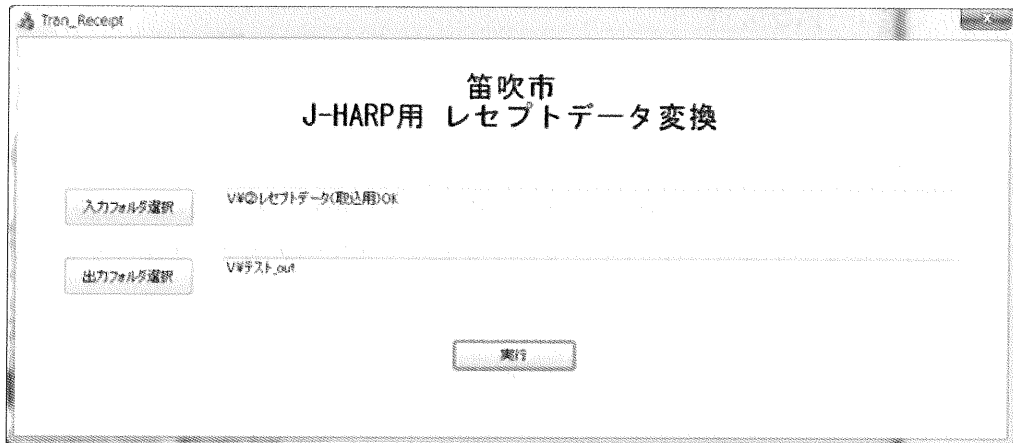 Tran_Receipt
笛吹市
J-HARP用 レセプトデータ変換
入力フォルダ選択
V¥②レセプトデータ(取込用)OK
出力フォルダ選択
V¥テスト_out
実行